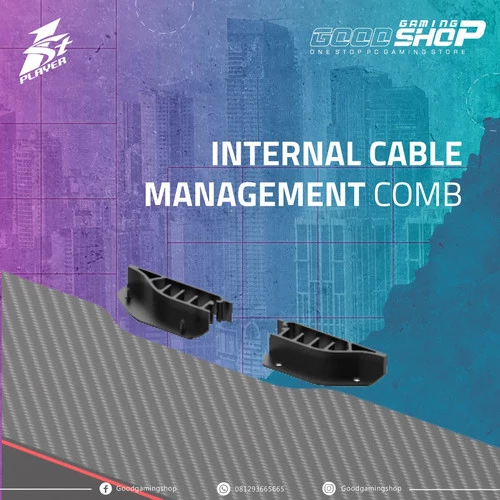 1st
PLAYER
GAMING
GOOD SHOP
ONE STOP PC GAMING STORE
INTERNAL CABLE
MANAGEMENT COMB
Goodgamingshop
081293665665
Goodgamingshop